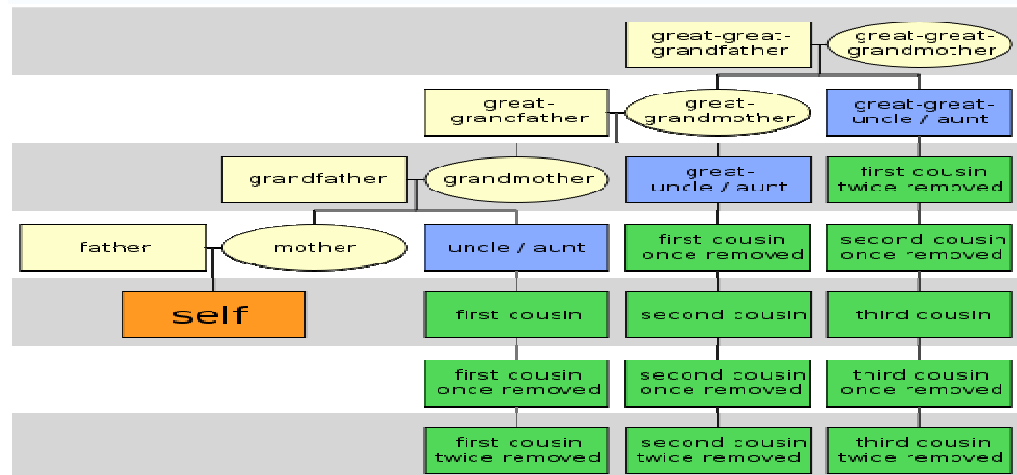 great-great-
grandfather
great-great-
grandmother
great-
grancfather
great-
grandmother
great-great-
uncle / aunt
grandfather
grandmother
great-
uncle / aurt
first cousin
twice removed
father
mother
uncle / aunt
first cousin
once removed
second cousin
once removed
self
first cousin
second cousin
third cousin
first cousin
once removed
second cousin
once removed
third cousin
once removed
first cousin
twice removed
second cousin
twice removed
third cousin
twice removed